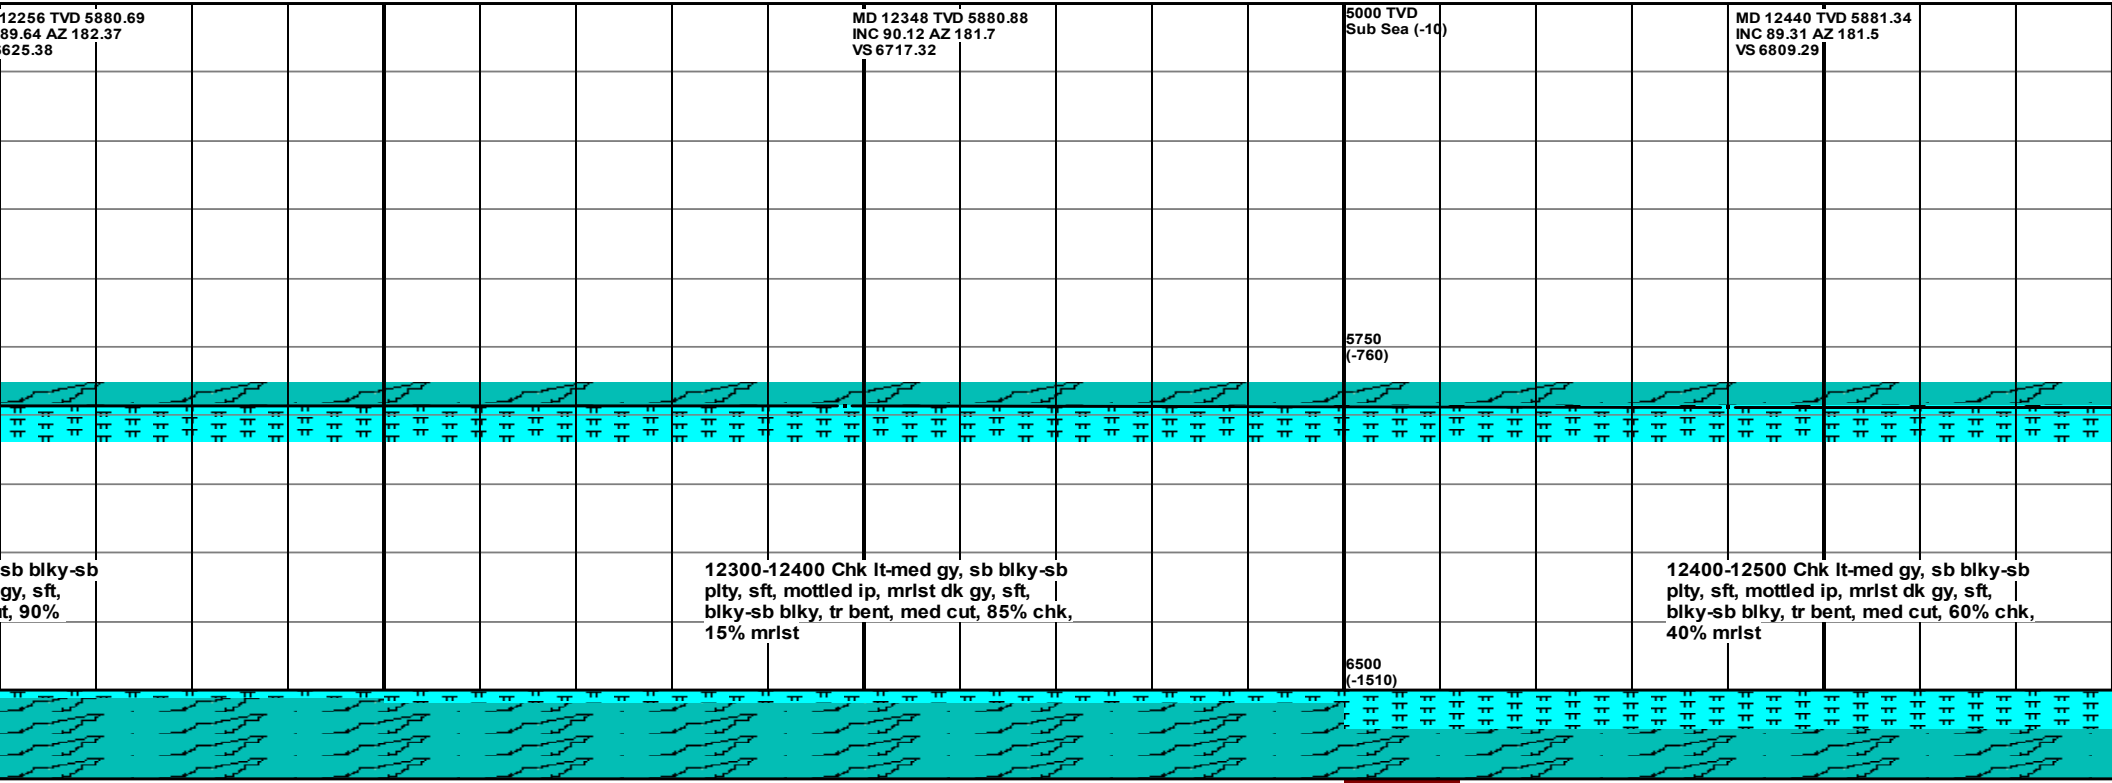 12256 TVD 5880.69
89.64 AZ 182.37
6625.38
MD 12348 TVD 5880.88
INC 90.12 AZ 181.7
VS 6717.32
5000 TVD
Sub Sea (-10)
MD 12440 TVD 5881.34
INC 89.31 AZ 181.5
VS 6809.29
5750
(-760)
sb blky-sb
gy, sft,
90%
12300-12400 Chk lt-med gy, sb blky-sb
plty, sft, mottled ip, mrlst dk gy, sft,
blky-sb blky, tr bent, med cut, 85% chk,
15% mrlst
12400-12500 Chk lt-med gy, sb blky-sb
plty, sft, mottled ip, mrlst dk gy, sft,
blky-sb blky, tr bent, med cut, 60% chk,
40% mrlst
6500
(-1510)